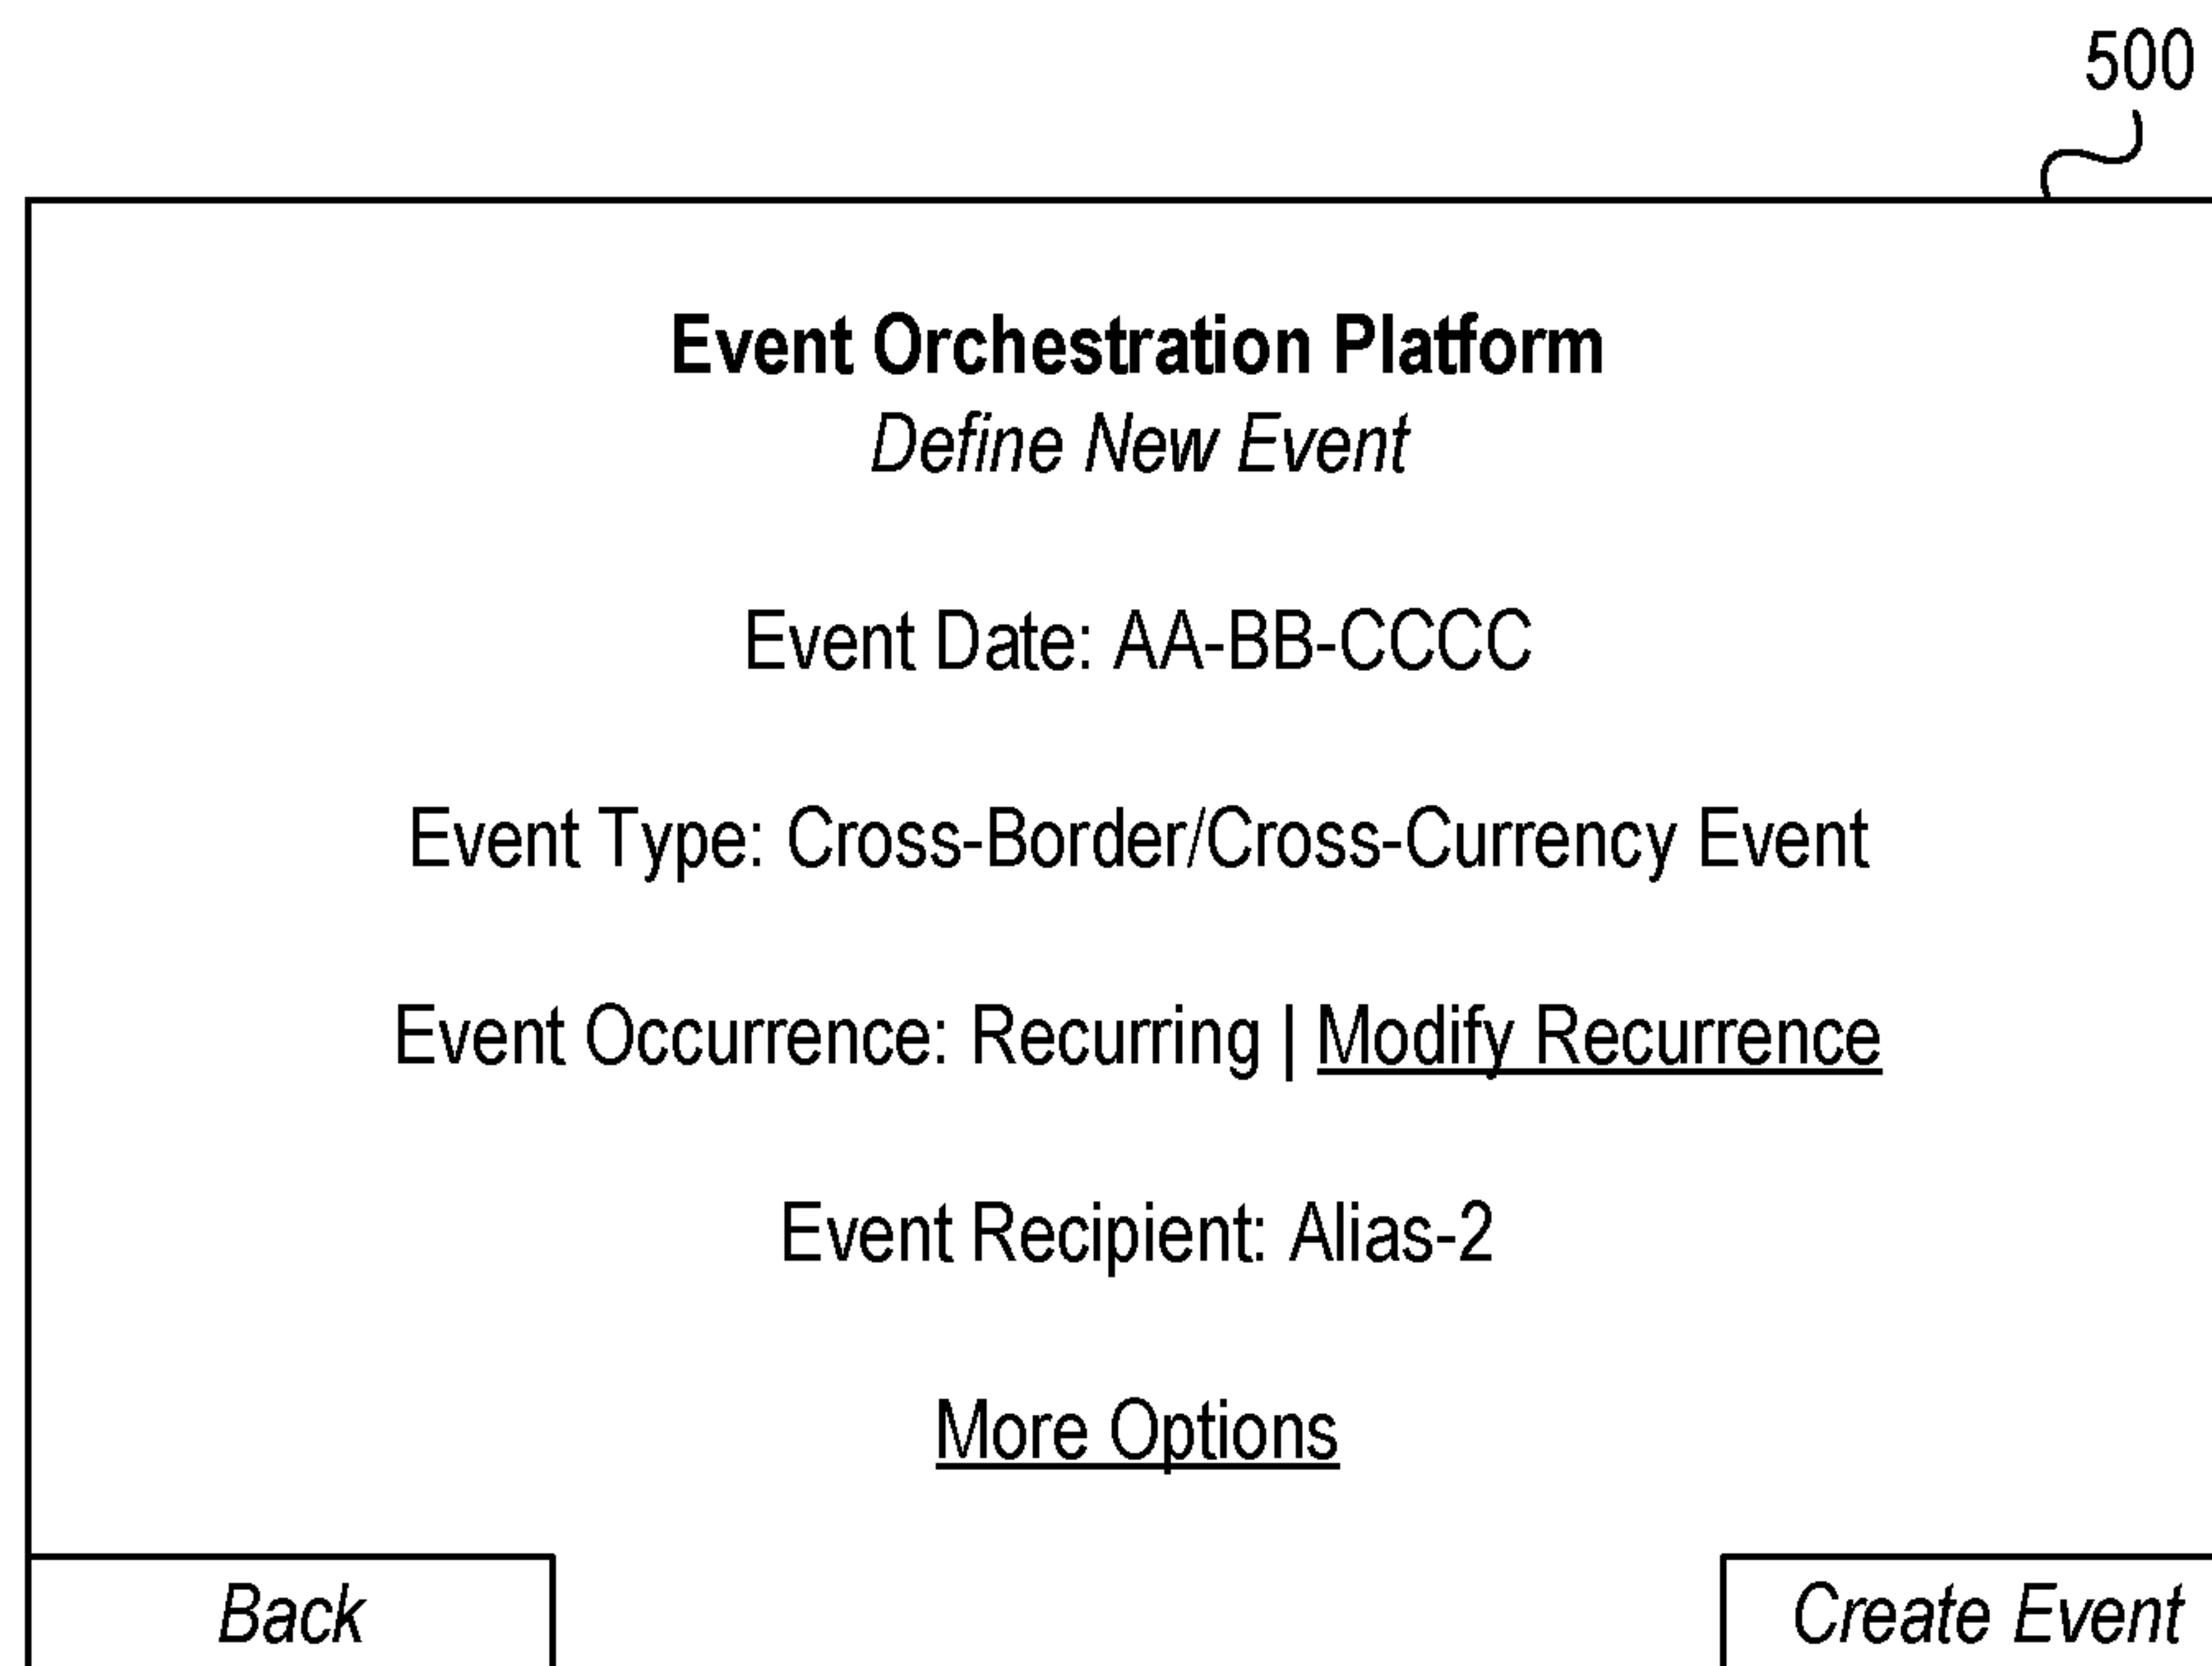 500
Event Orchestration Platform
Define New Event
Event Date: AA-BB-CCCC
Event Type: Cross-Border/Cross-Currency Event
Event Occurrence: Recurring | Modify Recurrence
Event Recipient: Alias-2
More Options
Back
Create Event